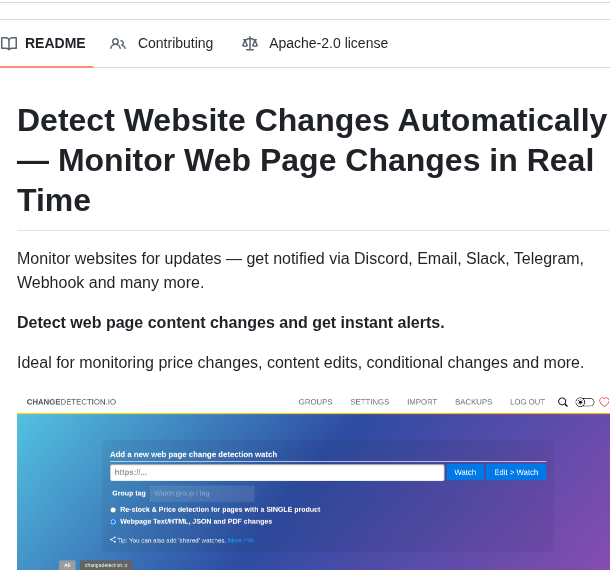 README Contributing Apache-2.0 license
Detect Website Changes Automatically
— Monitor Web Page Changes in Real
Time
Monitor websites for updates — get notified via Discord, Email, Slack, Telegram,
Webhook and many more.
Detect web page content changes and get instant alerts.
Ideal for monitoring price changes, content edits, conditional changes and more.
CHANGEDETECTION.IO GROUPS SETTINGS IMPORT BACKUPS LOG OUT
Add a new web page change detection watch
https://... Watch Edit > Watch
Group tag Watch group / tag
Re-stock & Price detection for pages with a SINGLE product
Webpage Text/HTML, JSON and PDF changes
Tip: You can also add 'shared' watches. More info
All changedetection.io